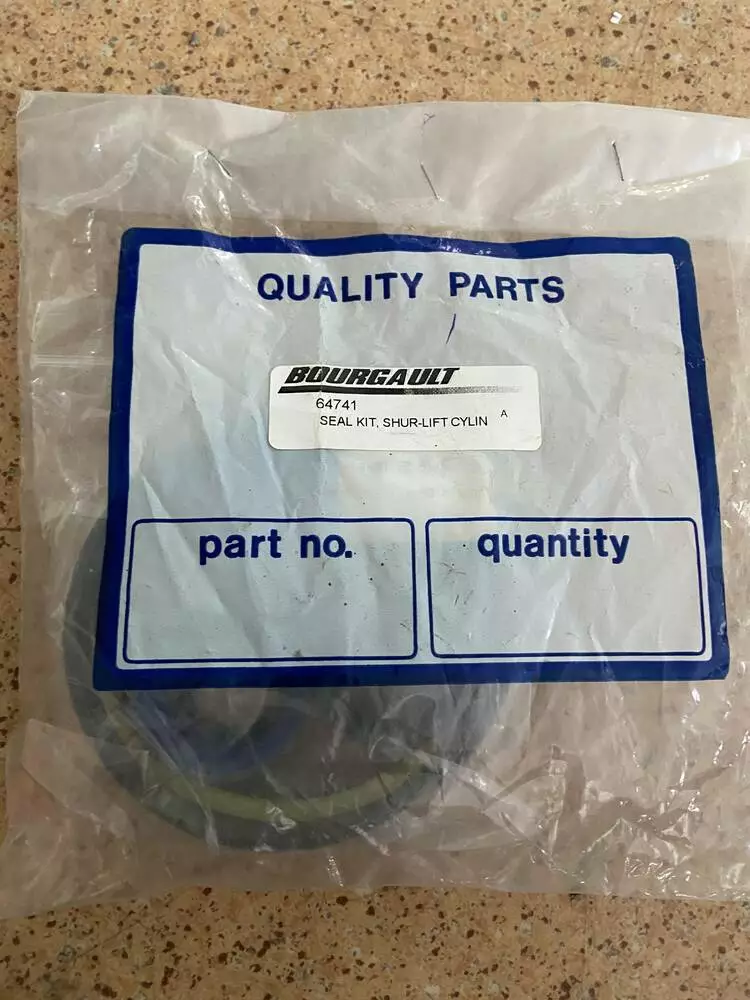 QUALITY PARTS
BOURGAULT
64741
SEAL KIT, SHUR-LIFT CYLIN A
part no.
quantity